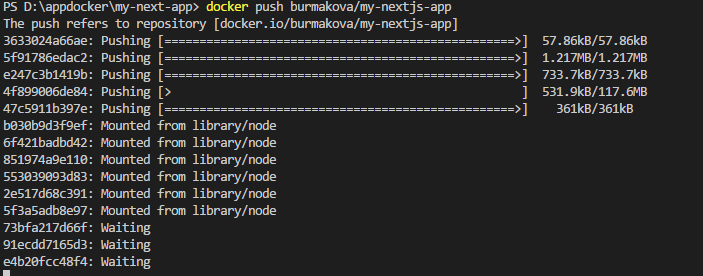 PS D:\appdocker\my-next-app> docker push burmakova/my-nextjs-app
The push refers to repository [docker.io/burmakova/my-nextjs-app]
3633024a66ae: Pushing [==================================================>]  57.86kB/57.86kB
5f91786edac2: Pushing [==================================================>]  1.217MB/1.217MB
e247c3b1419b: Pushing [==================================================>]  733.7kB/733.7kB
4f899006de84: Pushing [>                                                  ]  531.9kB/117.6MB
47c5911b397e: Pushing [==================================================>]    361kB/361kB
b030b9d3f9ef: Mounted from library/node
6f421badbd42: Mounted from library/node
851974a9e110: Mounted from library/node
553039093d83: Mounted from library/node
2e517d68c391: Mounted from library/node
5f3a5adb8e97: Mounted from library/node
73bfa217d66f: Waiting
91ecdd7165d3: Waiting
e4b20fcc48f4: Waiting